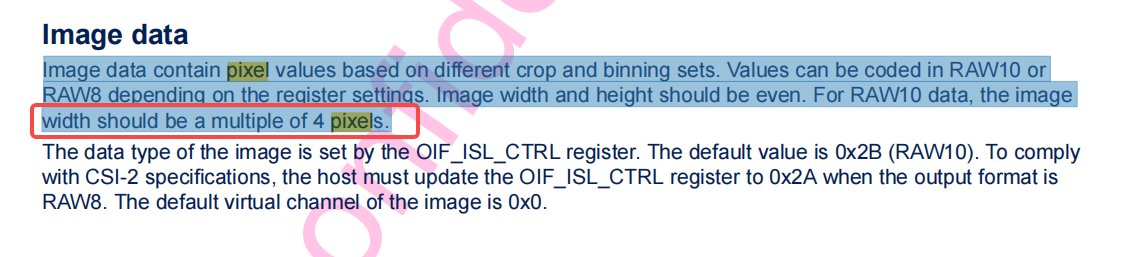 Image data
Image data contain pixel values based on different crop and binning sets. Values can be coded in RAW10 or
RAW8 depending on the register settings. Image width and height should be even. For RAW10 data, the image
width should be a multiple of 4 pixels.
The data type of the image is set by the OIF_ISL_CTRL register. The default value is 0x2B (RAW10). To comply
with CSI-2 specifications, the host must update the OIF_ISL_CTRL register to 0x2A when the output format is
RAW8. The default virtual channel of the image is 0x0.
onfide